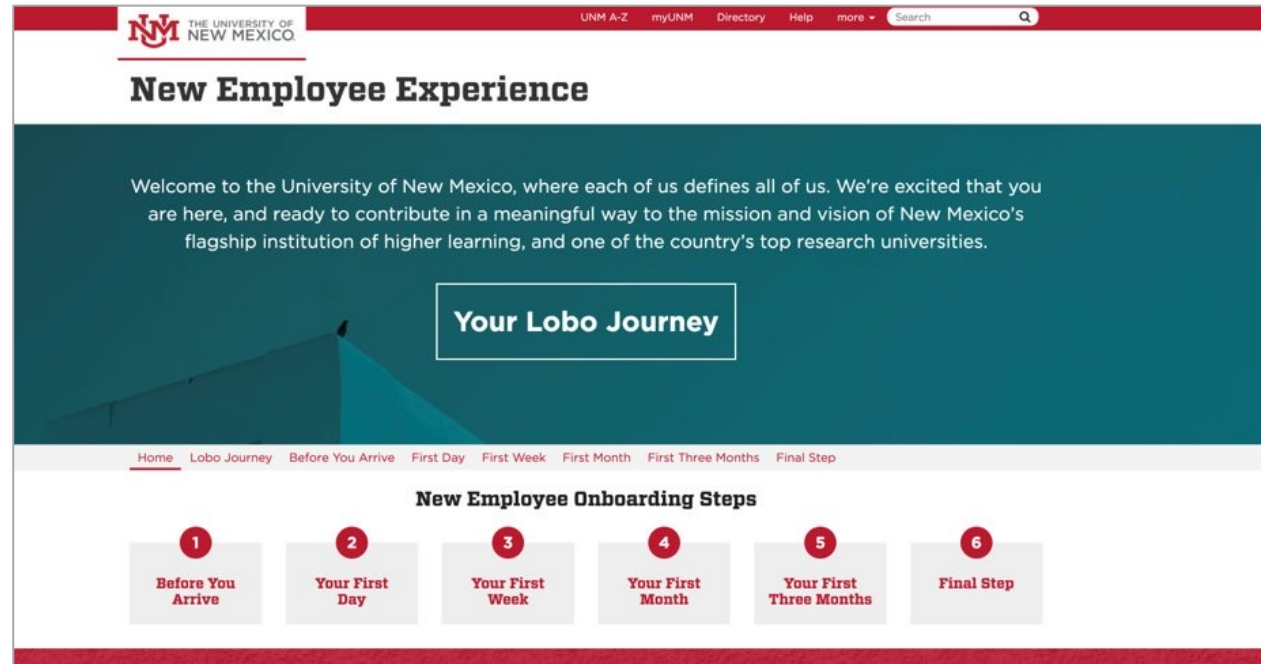 THE UNIVERSITY OF
NEW MEXICO.
UNM A-Z myUNM Directory Help more Search
New Employee Experience
Welcome to the University of New Mexico, where each of us defines all of us. We're excited that you
are here, and ready to contribute in a meaningful way to the mission and vision of New Mexico's
flagship institution of higher learning, and one of the country's top research universities.
Your Lobo Journey
Home Lobo Journey Before You Arrive First Day First Week First Month First Three Months Final Step
New Employee Onboarding Steps
1 2 3 4 5 6
Before You Your First Your First Your First Your First Final Step
Arrive Day Week Month Three Months